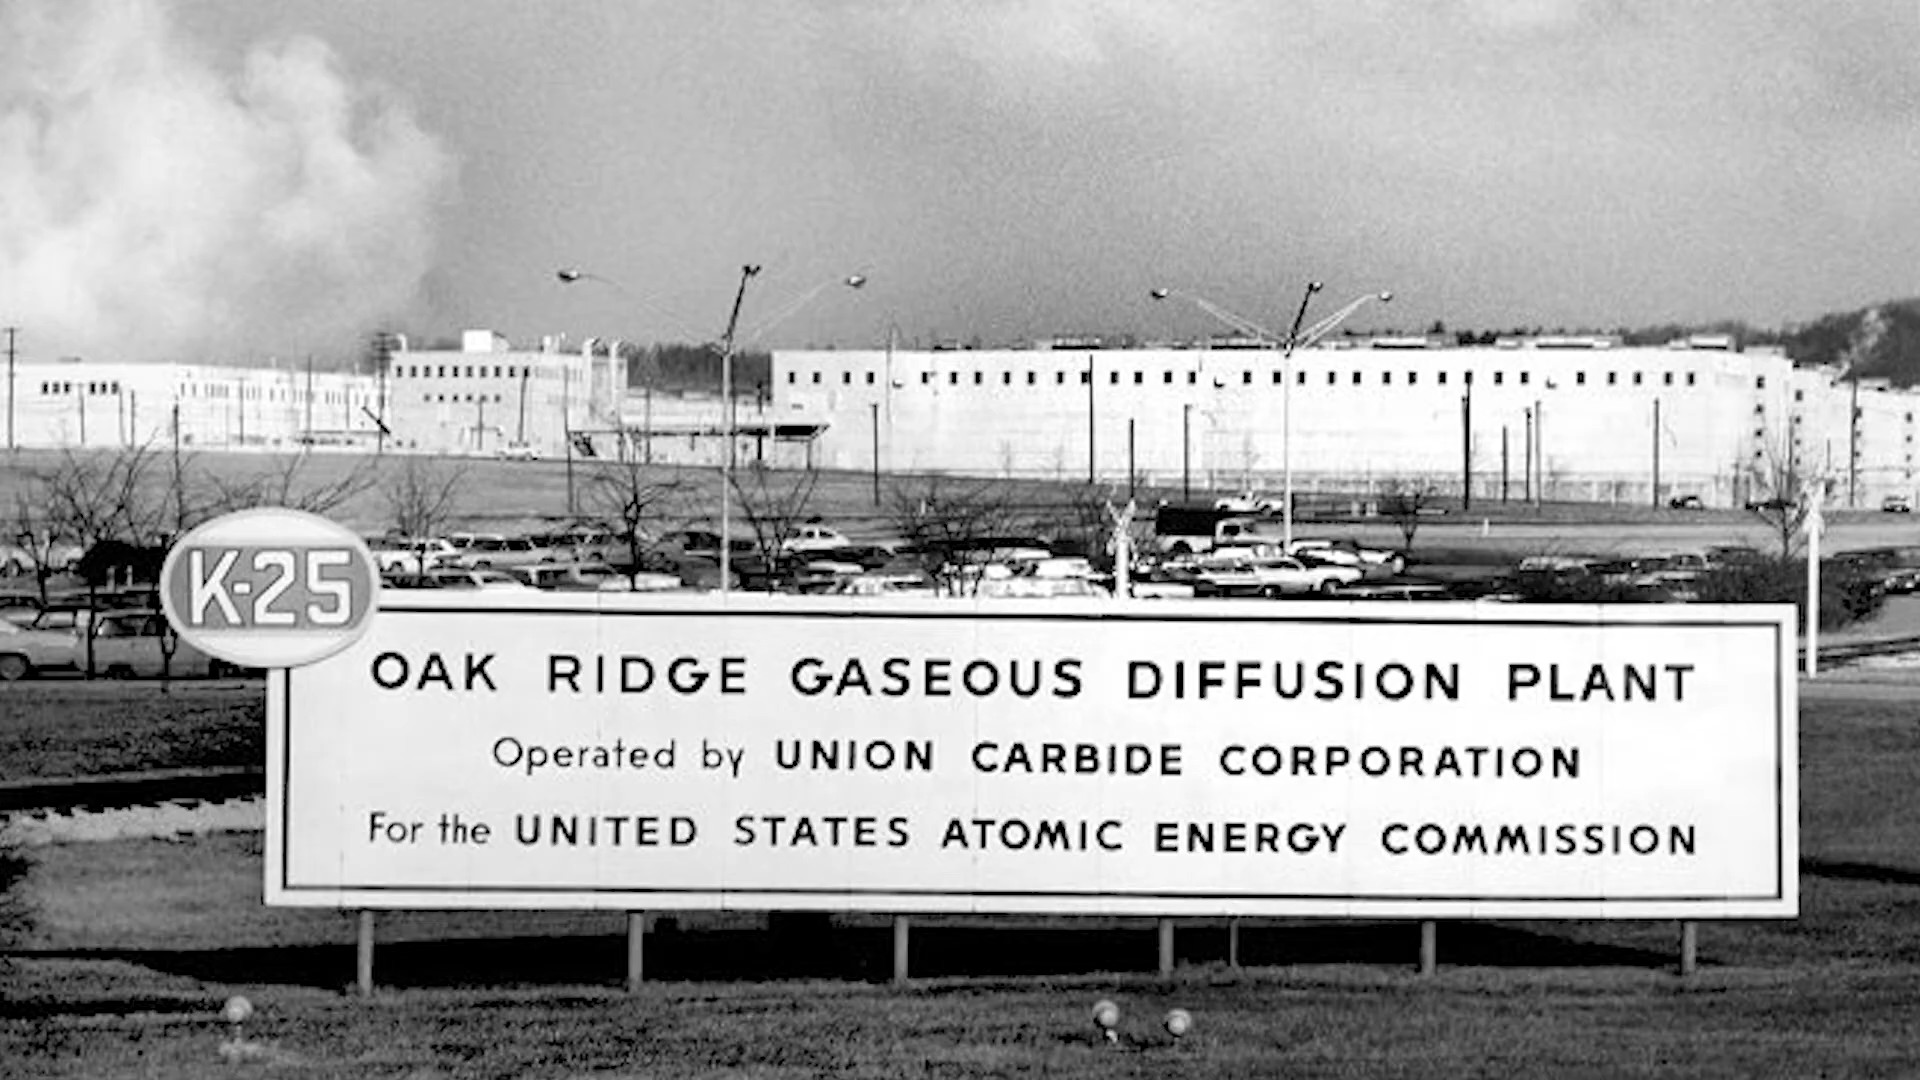 K-25
OAK RIDGE GASEOUS DIFFUSION PLANT
Operated by UNION CARBIDE CORPORATION
For the UNITED STATES ATOMIC ENERGY COMMISSION